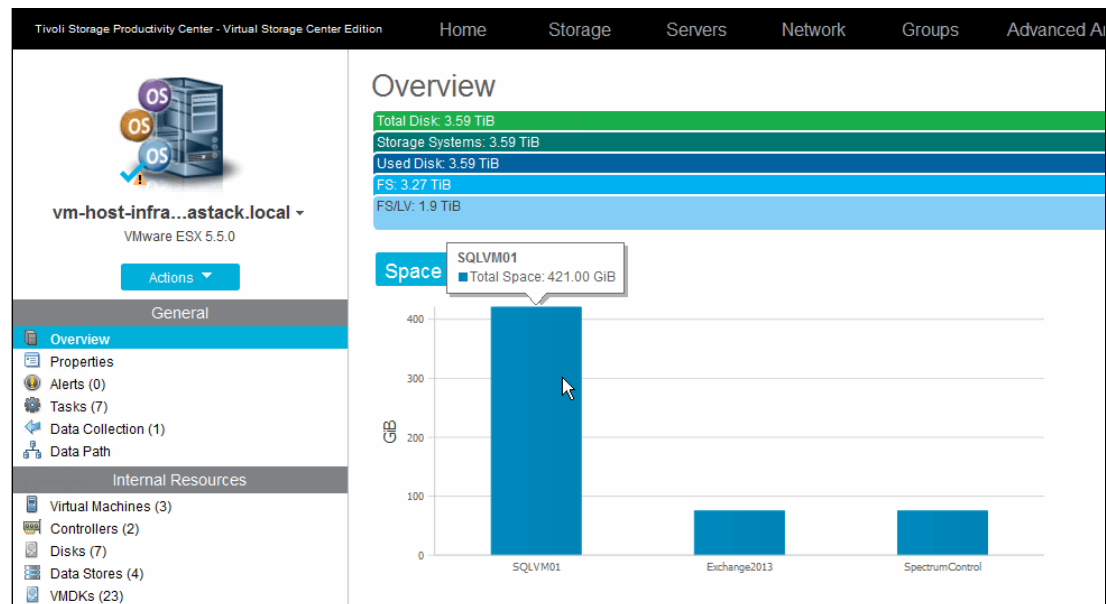 Tivoli Storage Productivity Center - Virtual Storage Center Edition Home Storage Servers Network Groups Advanced A
OS
OS
OS
vm-host-infra...astack.local
VMware ESX 5.5.0
Actions
General
Overview
Properties
Alerts (0)
Tasks (7)
Data Collection (1)
Data Path
Internal Resources
Virtual Machines (3)
Controllers (2)
Disks (7)
Data Stores (4)
VMDKs (23)
Overview
Total Disk: 3.59 TiB
Storage Systems: 3.59 TiB
Used Disk: 3.59 TiB
FS: 3.27 TiB
FS/LV: 1.9 TiB
Space
SQLVM01
Total Space: 421.00 GiB
400
300
200
100
0
GiB
SQLVM01 Exchange2013 SpectrumControl